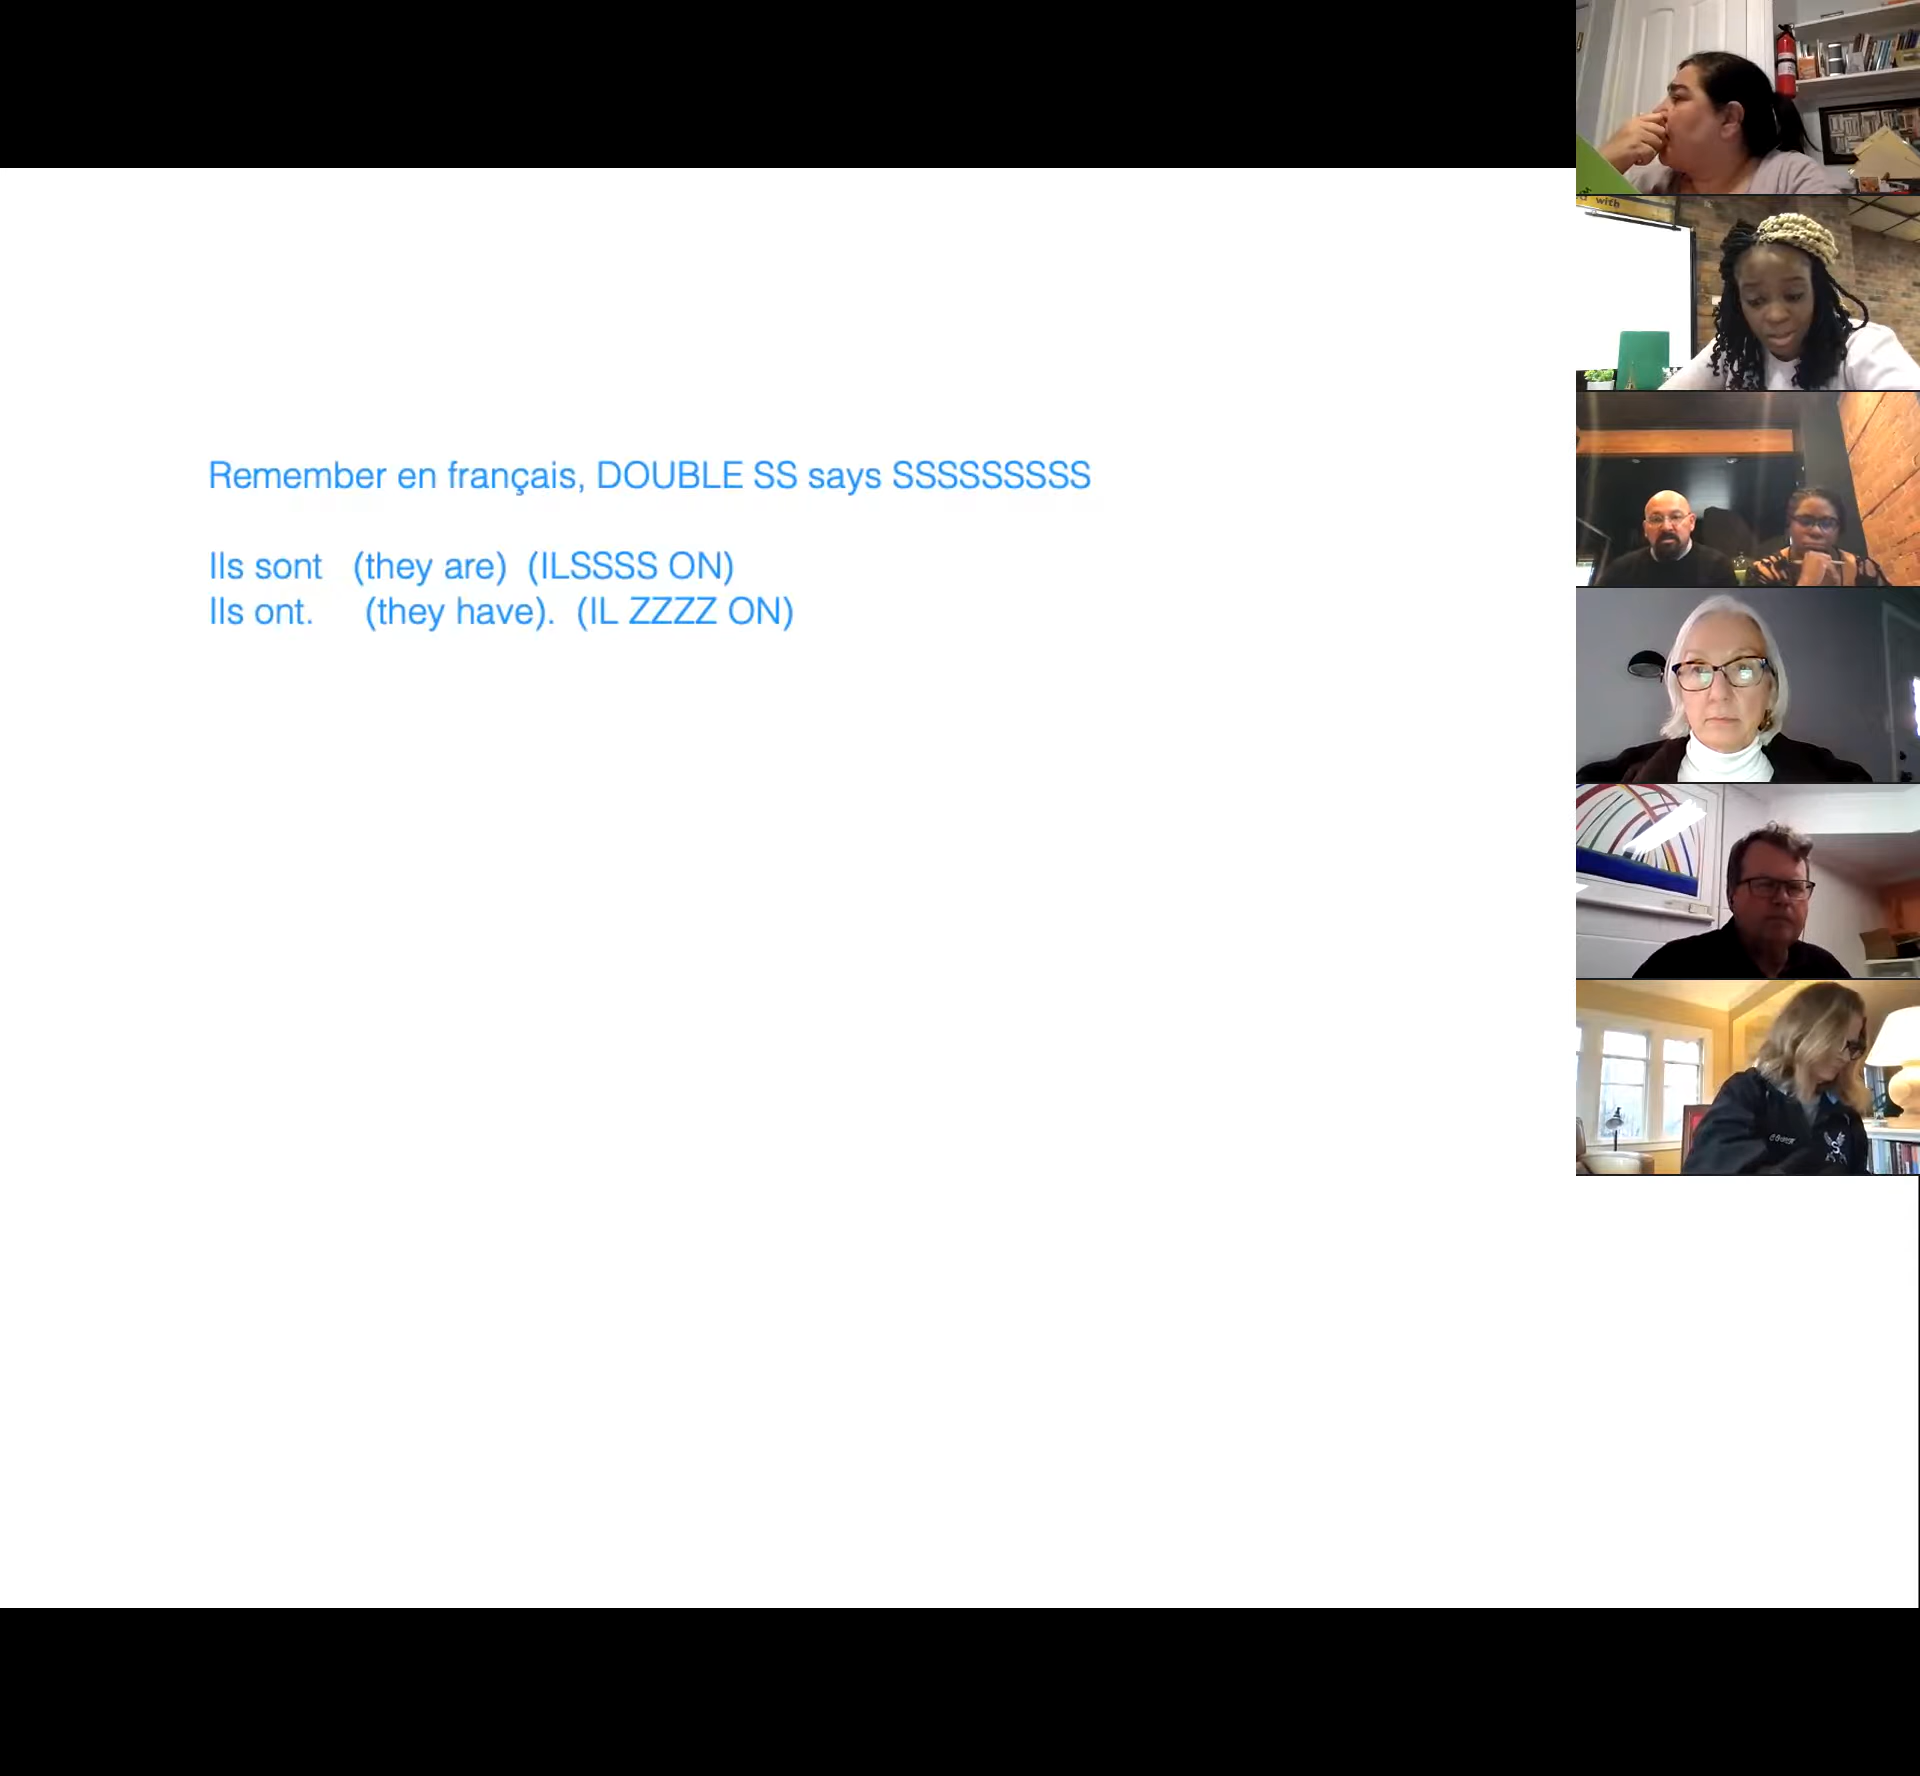 Remember en français, DOUBLE SS says SSSSSSSSS
Ils sont (they are) (ILSSSS ON)
Ils ont. (they have). (IL ZZZZ ON)
with